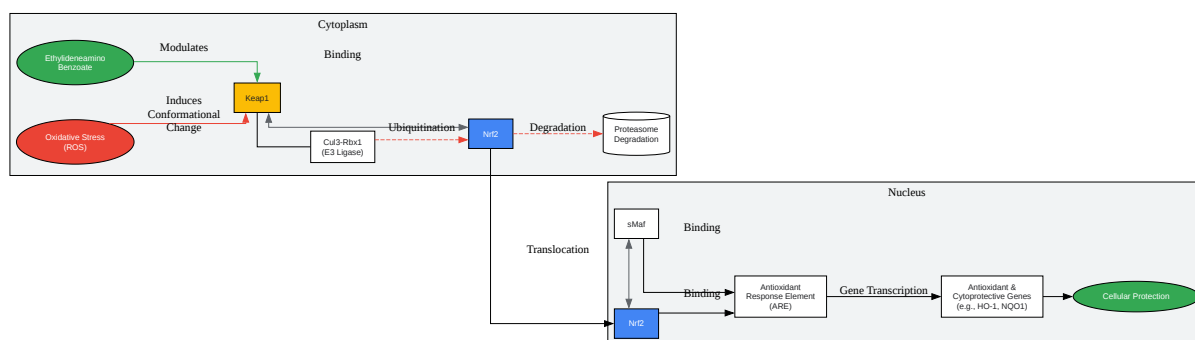 Cytoplasm
Ethylideneamino
Benzoate
Modulates
Binding
Keap1
Induces
Conformational
Change
Oxidative Stress
(ROS)
Cul3-Rbx1
(E3 Ligase)
Ubiquitination
Nrf2
Degradation
Proteasome
Degradation
Translocation
Nucleus
sMaf
Binding
Nrf2
Binding
Antioxidant
Response Element
(ARE)
Gene Transcription
Antioxidant &
Cytoprotective Genes
(e.g., HO-1, NQO1)
Cellular Protection